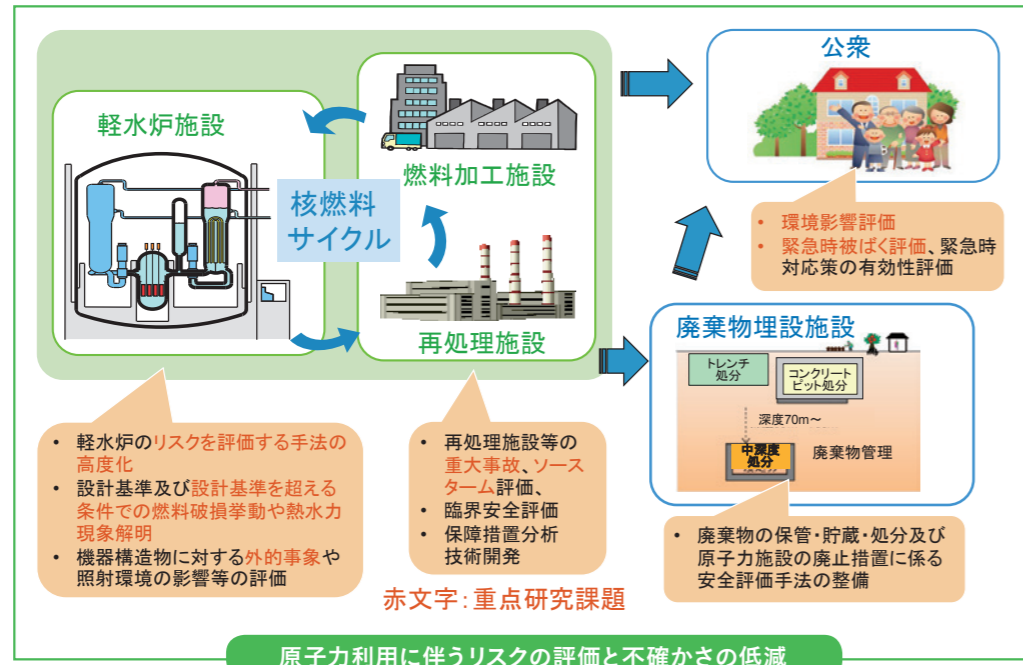 軽水炉施設
核燃料
サイクル
燃料加工施設
再処理施設
公衆
• 環境影響評価
• 緊急時被ばく評価、緊急時
対応策の有効性評価
廃棄物埋設施設
トレンチ
処分
コンクリート
ピット処分
深度70m～
中深度
処分
廃棄物管理
• 軽水炉のリスクを評価する手法の
高度化
• 設計基準及び設計基準を超える
条件での燃料破損挙動や熱水力
現象解明
• 機器構造物に対する外的事象や
照射環境の影響等の評価
• 再処理施設等の
重大事故、ソース
ターム評価、
• 臨界安全評価
• 保障措置分析
技術開発
• 廃棄物の保管・貯蔵・処分及び
原子力施設の廃止措置に係る
安全評価手法の整備
赤文字：重点研究課題
原子力利用に伴うリスクの評価と不確かさの低減